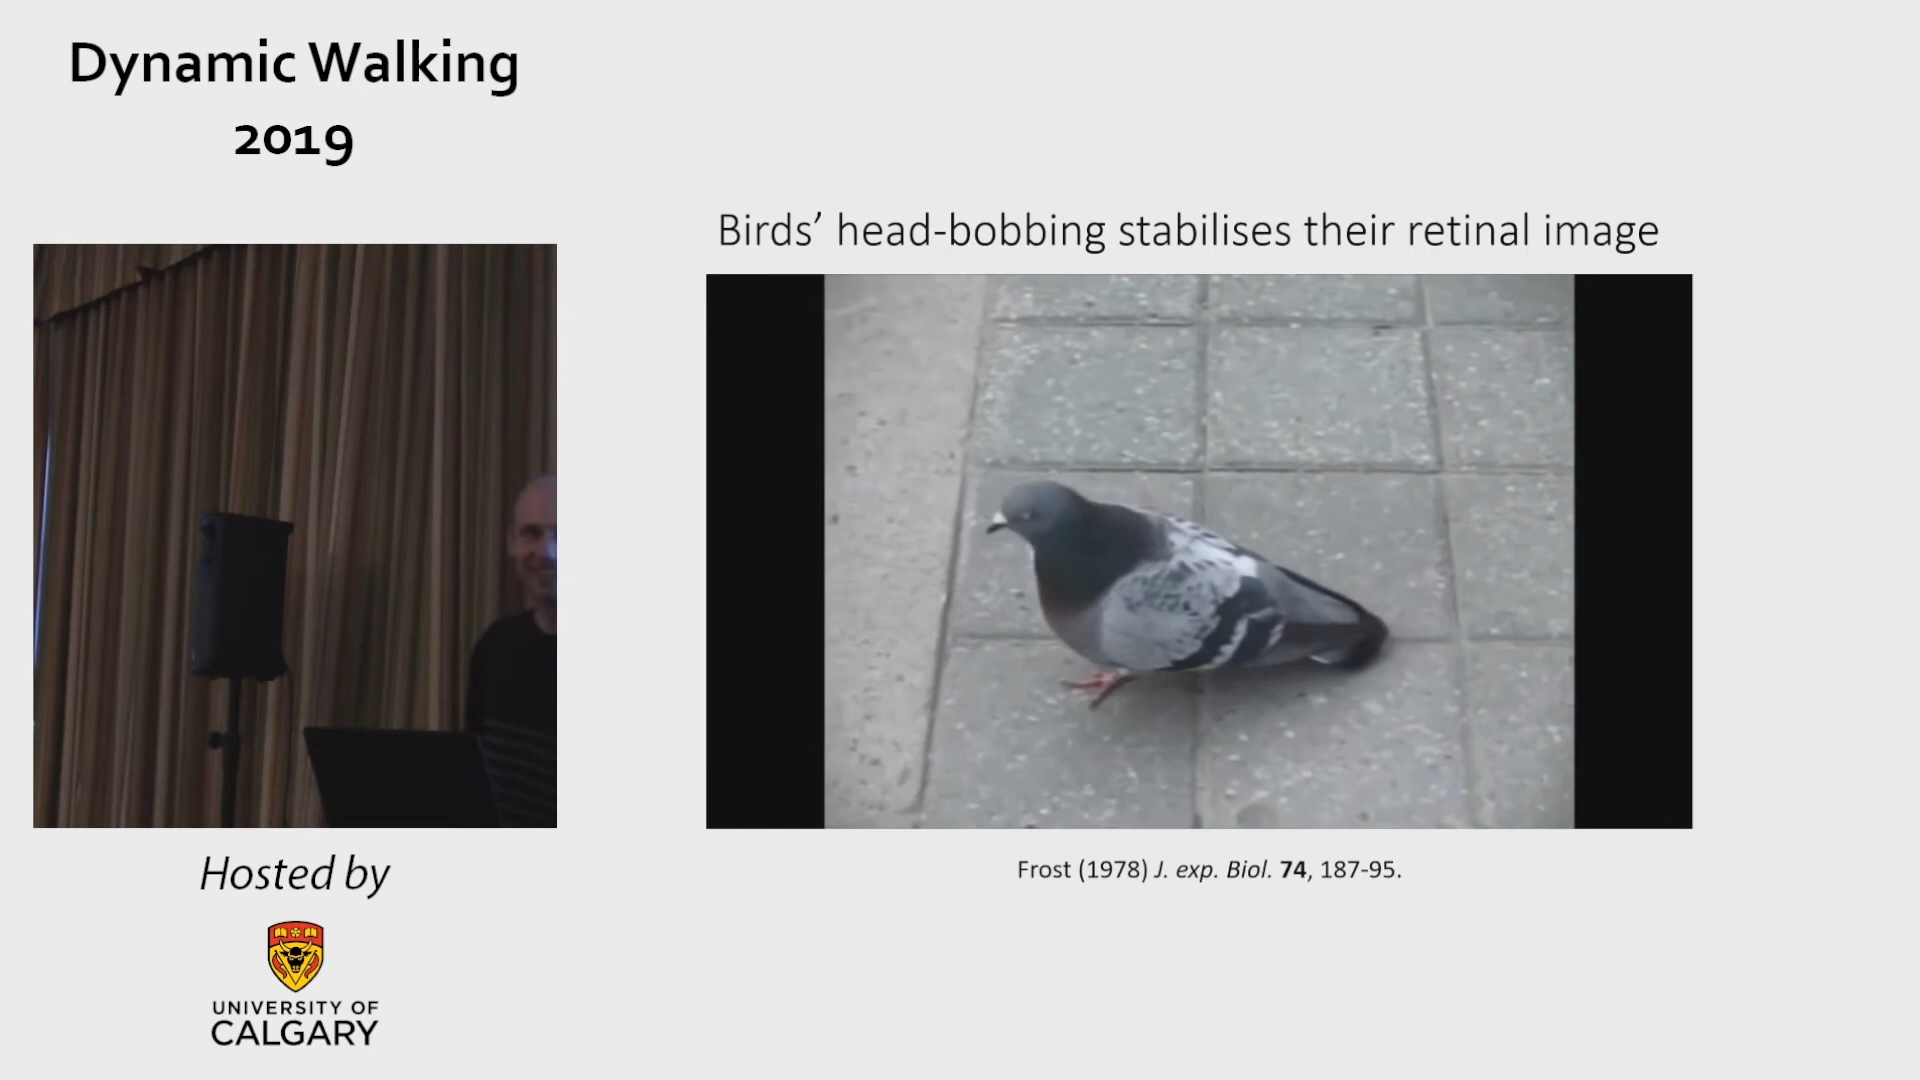 Dynamic Walking
2019
Birds’ head-bobbing stabilises their retinal image
Frost (1978) J. exp. Biol. 74, 187-95.
Hosted by
UNIVERSITY OF
CALGARY